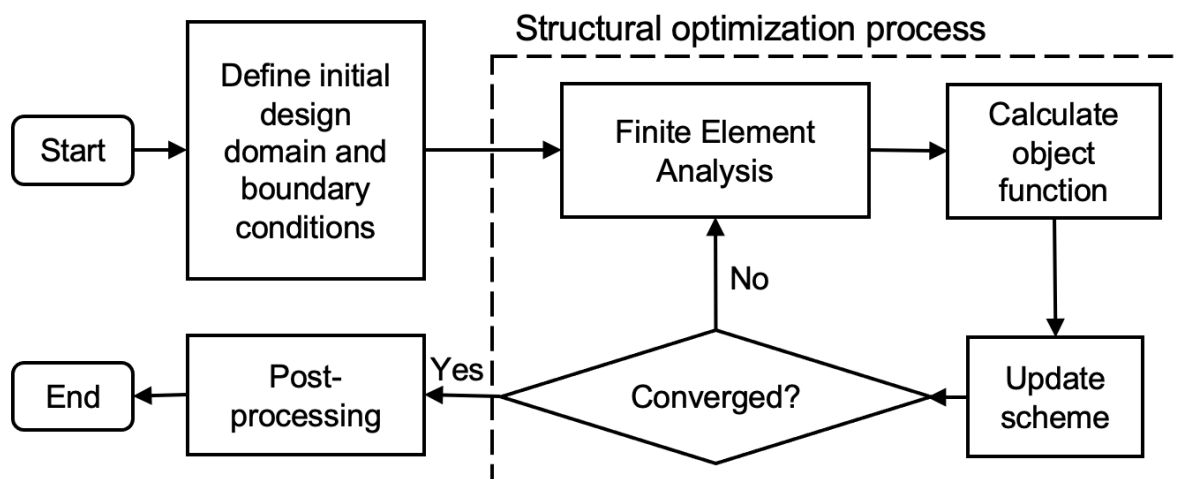 Structural optimization process
Start
Define initial
design
domain and
boundary
conditions
Finite Element
Analysis
Calculate
object
function
No
Update
scheme
Converged?
Yes
Post-
processing
End